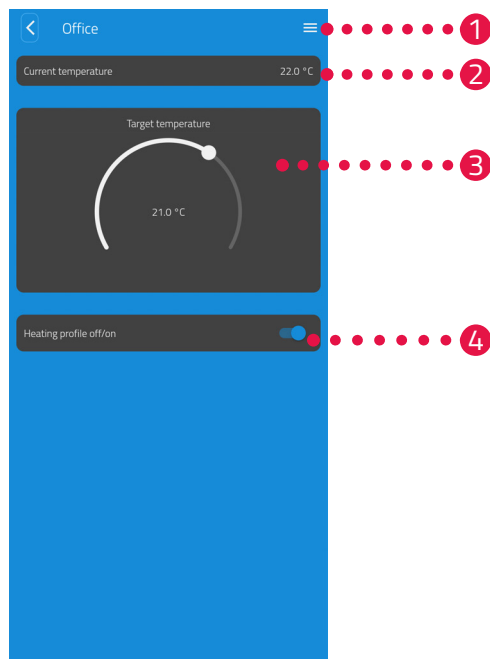 Office
1
Current temperature 22.0 °C
2
Target temperature
3
21.0 °C
Heating profile off/on
4